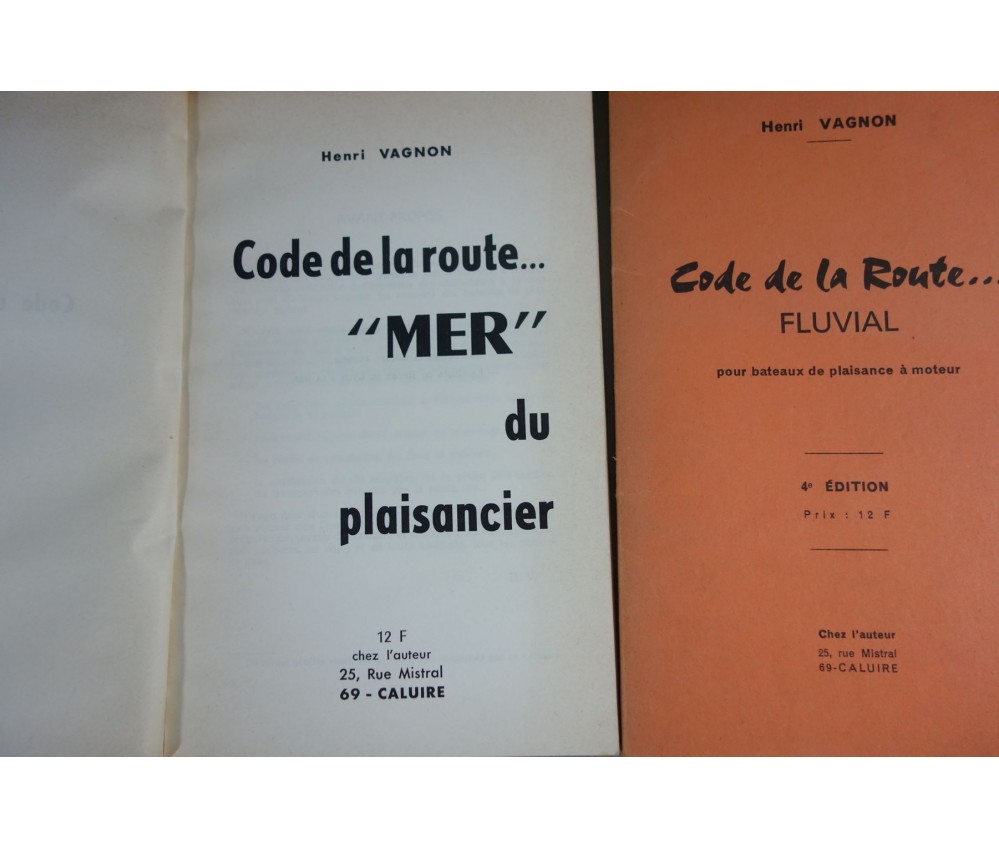 Henri VAGNON
Code de la route...
"MER"
du
plaisancier
12 F
chez l'auteur
25, Rue Mistral
69 - CALUIRE
Henri VAGNON
Code de la Route...
FLUVIAL
pour bateaux de plaisance à moteur
4e ÉDITION
Prix : 12 F
Chez l'auteur
25, rue Mistral
69-CALUIRE